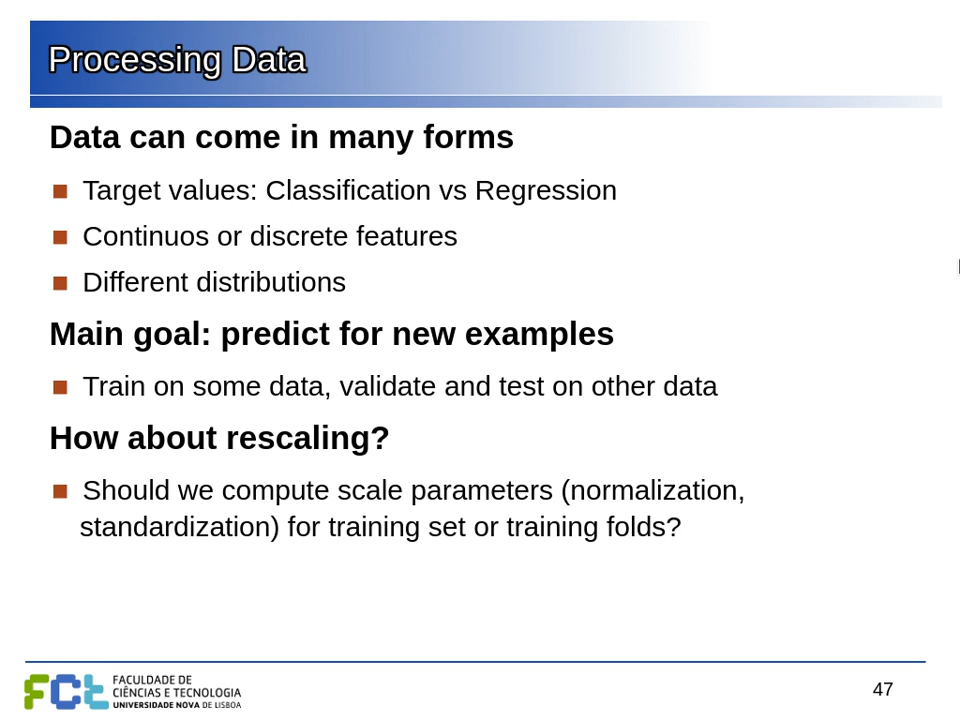 Processing Data
Data can come in many forms
Target values: Classification vs Regression
Continuos or discrete features
Different distributions
Main goal: predict for new examples
Train on some data, validate and test on other data
How about rescaling?
Should we compute scale parameters (normalization,
standardization) for training set or training folds?
FCt
FACULDADE DE
CIÊNCIAS E TECNOLOGIA
UNIVERSIDADE NOVA DE LISBOA
47